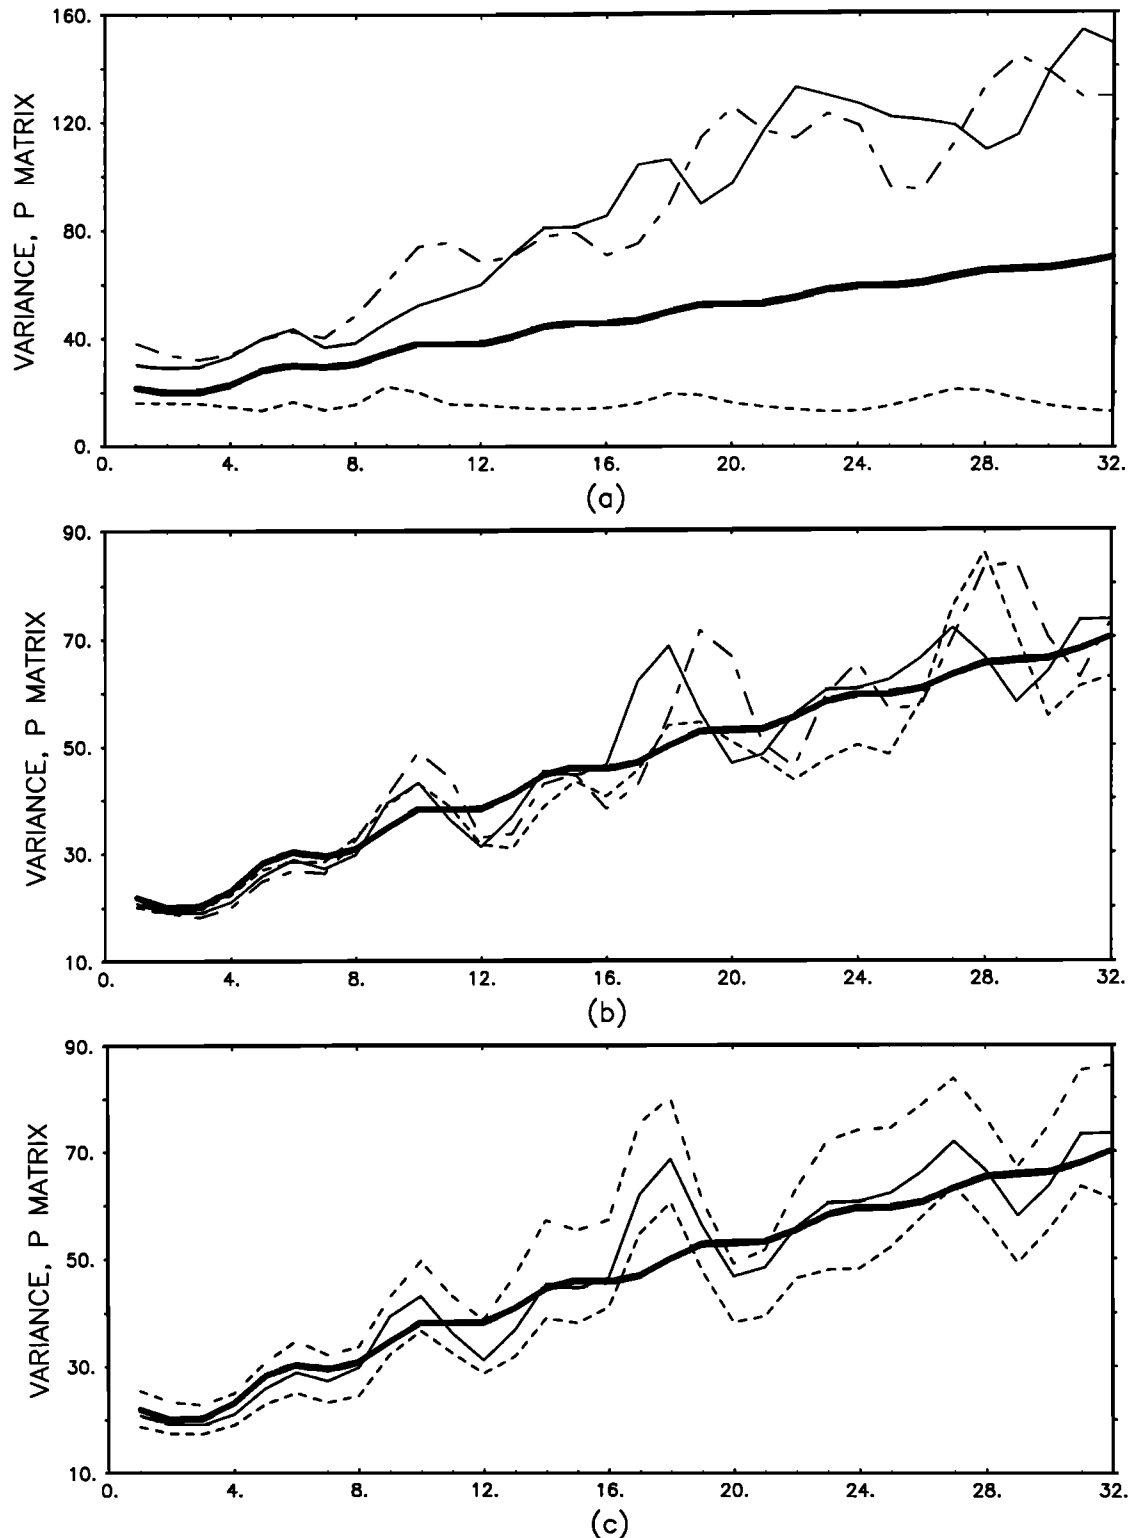 VARIANCE, P MATRIX
160.
120.
80.
40.
0.
0. 4. 8. 12. 16. 20. 24. 28. 32.
(a)
VARIANCE, P MATRIX
90.
70.
50.
30.
10.
0. 4. 8. 12. 16. 20. 24. 28. 32.
(b)
VARIANCE, P MATRIX
90.
70.
50.
30.
10.
0. 4. 8. 12. 16. 20. 24. 28. 32.
(c)